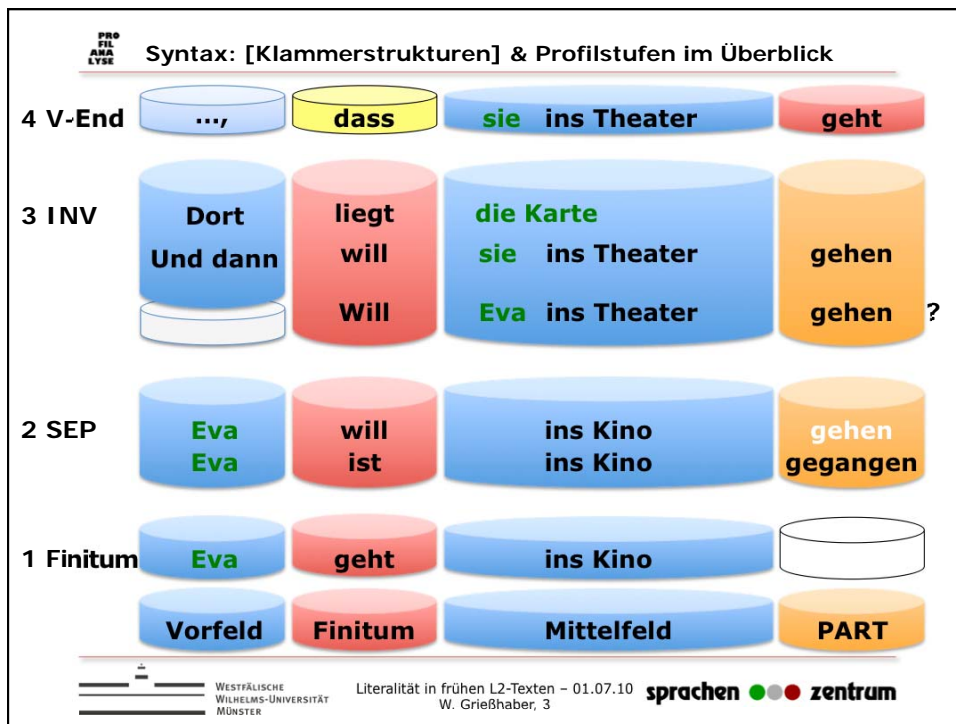 PRO
FIL
ANA
LYSE
Syntax: [Klammerstrukturen] & Profilstufen im Überblick
4 V-End …, dass sie ins Theater geht
3 INV Dort liegt die Karte
Und dann will sie ins Theater gehen
Will Eva ins Theater gehen ?
2 SEP Eva will ins Kino gehen
Eva ist ins Kino gegangen
1 Finitum Eva geht ins Kino
Vorfeld Finitum Mittelfeld PART
WESTFÄLISCHE
WILHELMS-UNIVERSITÄT
MÜNSTER
Literalität in frühen L2-Texten – 01.07.10
W. Grießhaber, 3
sprachen zentrum